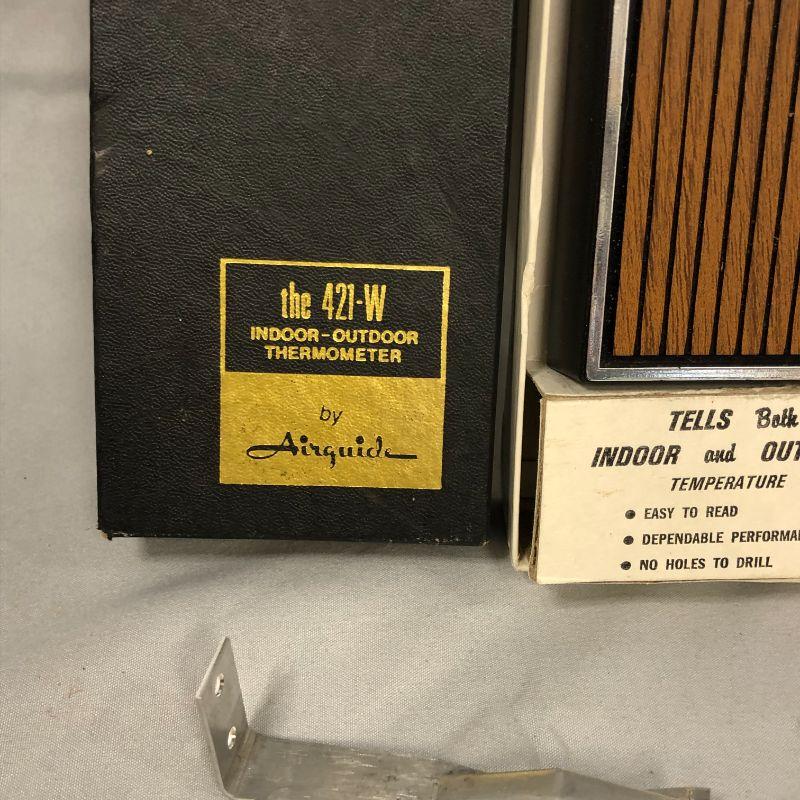 the 421-W
INDOOR-OUTDOOR
THERMOMETER
by
Airguide
TELLS Both
INDOOR and
TEMPERATURE
• EASY TO READ
• DEPENDABLE
• NO HOLES TO DRILL